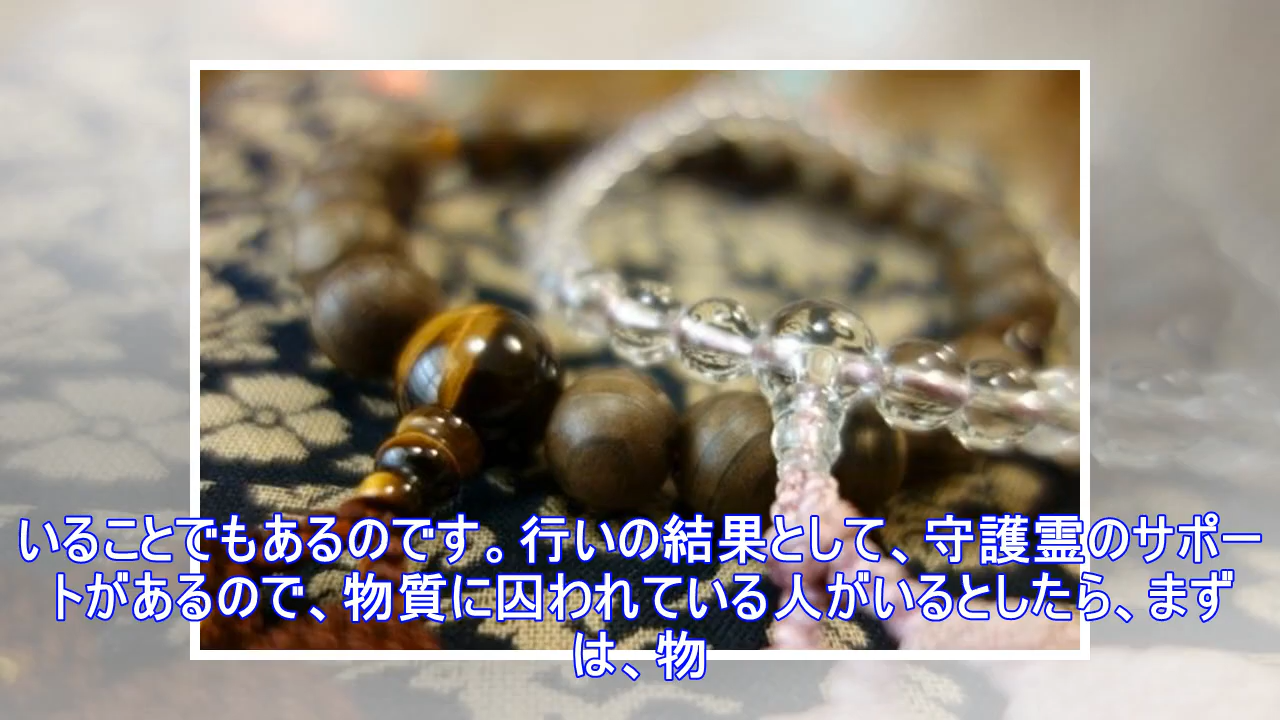 いることでもあるのです。行いの結果として、守護霊のサポー
トがあるので、物質に囚われている人がいるとしたら、まず
は、物